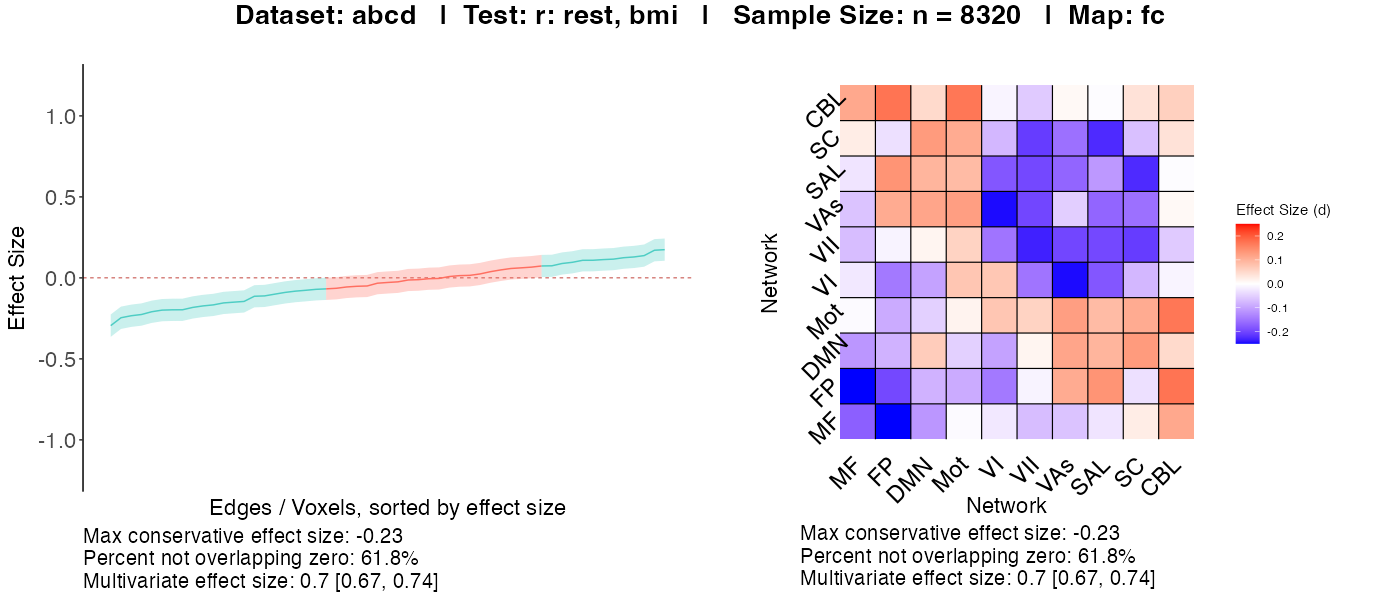 Dataset: abcd | Test: r: rest, bmi | Sample Size: n = 8320 | Map: fc
Effect Size
1.0
0.5
0.0
-0.5
-1.0
Edges / Voxels, sorted by effect size
Max conservative effect size: -0.23
Percent not overlapping zero: 61.8%
Multivariate effect size: 0.7 [0.67, 0.74]
Network
CBL
SC
SAL
VAs
VII
VI
Mot
DMN
FP
MF
MF FP DMN Mot VI VII VAs SAL SC CBL
Network
Max conservative effect size: -0.23
Percent not overlapping zero: 61.8%
Multivariate effect size: 0.7 [0.67, 0.74]
Effect Size (d)
0.2
0.1
0.0
-0.1
-0.2